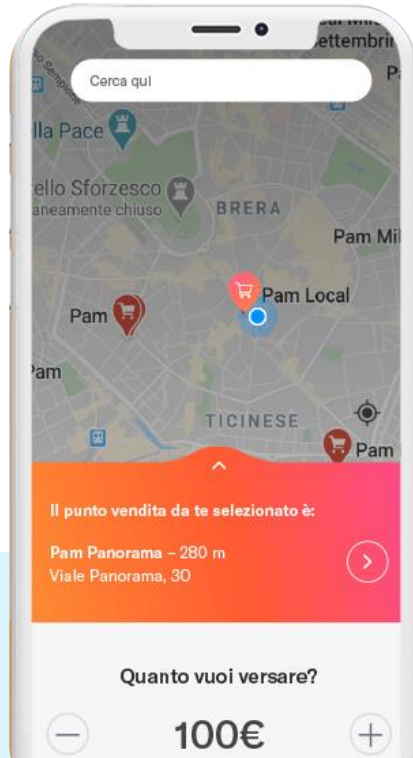 ettembrin
Cerca qui
P
lla Pace
ello Sforzesco
aneamente chiuso
BRERA
Pam Mil
Pam Local
Pam
Pam
TICINESE
Pam
Il punto vendita da te selezionato è:
Pam Panorama – 280 m
Viale Panorama, 30
Quanto vuoi versare?
100€